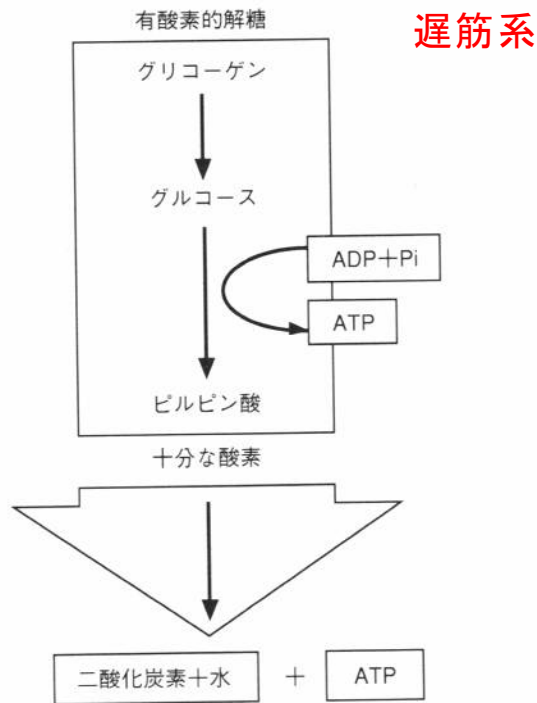 有酸素的解糖
遅筋系
グリコーゲン
グルコース
ADP＋Pi
ATP
ピルビン酸
十分な酸素
二酸化炭素＋水 ＋ ATP